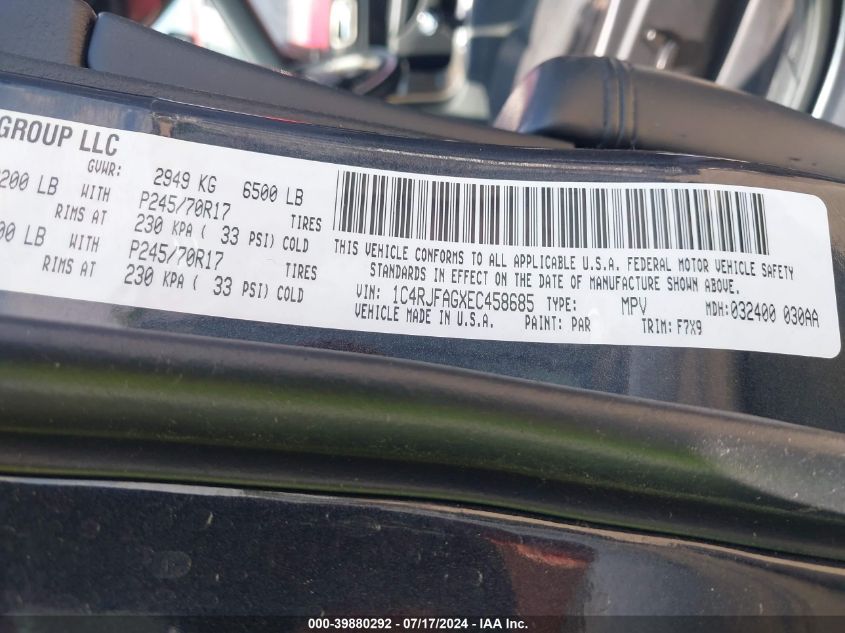 GROUP LLC
GVWR: 2949 KG 6500 LB
200 LB WITH P245/70R17 TIRES
RIMS AT 230 KPA ( 33 PSI) COLD
00 LB WITH P245/70R17 TIRES
RIMS AT 230 KPA ( 33 PSI) COLD
THIS VEHICLE CONFORMS TO ALL APPLICABLE U.S.A. FEDERAL MOTOR VEHICLE SAFETY
STANDARDS IN EFFECT ON THE DATE OF MANUFACTURE SHOWN ABOVE.
VIN: 1C4RJFAGXEC458685 TYPE: MPV MDH:032400 030AA
VEHICLE MADE IN U.S.A. PAINT: PAR TRIM: F7X9
000-39880292 - 07/17/2024 - IAA Inc.